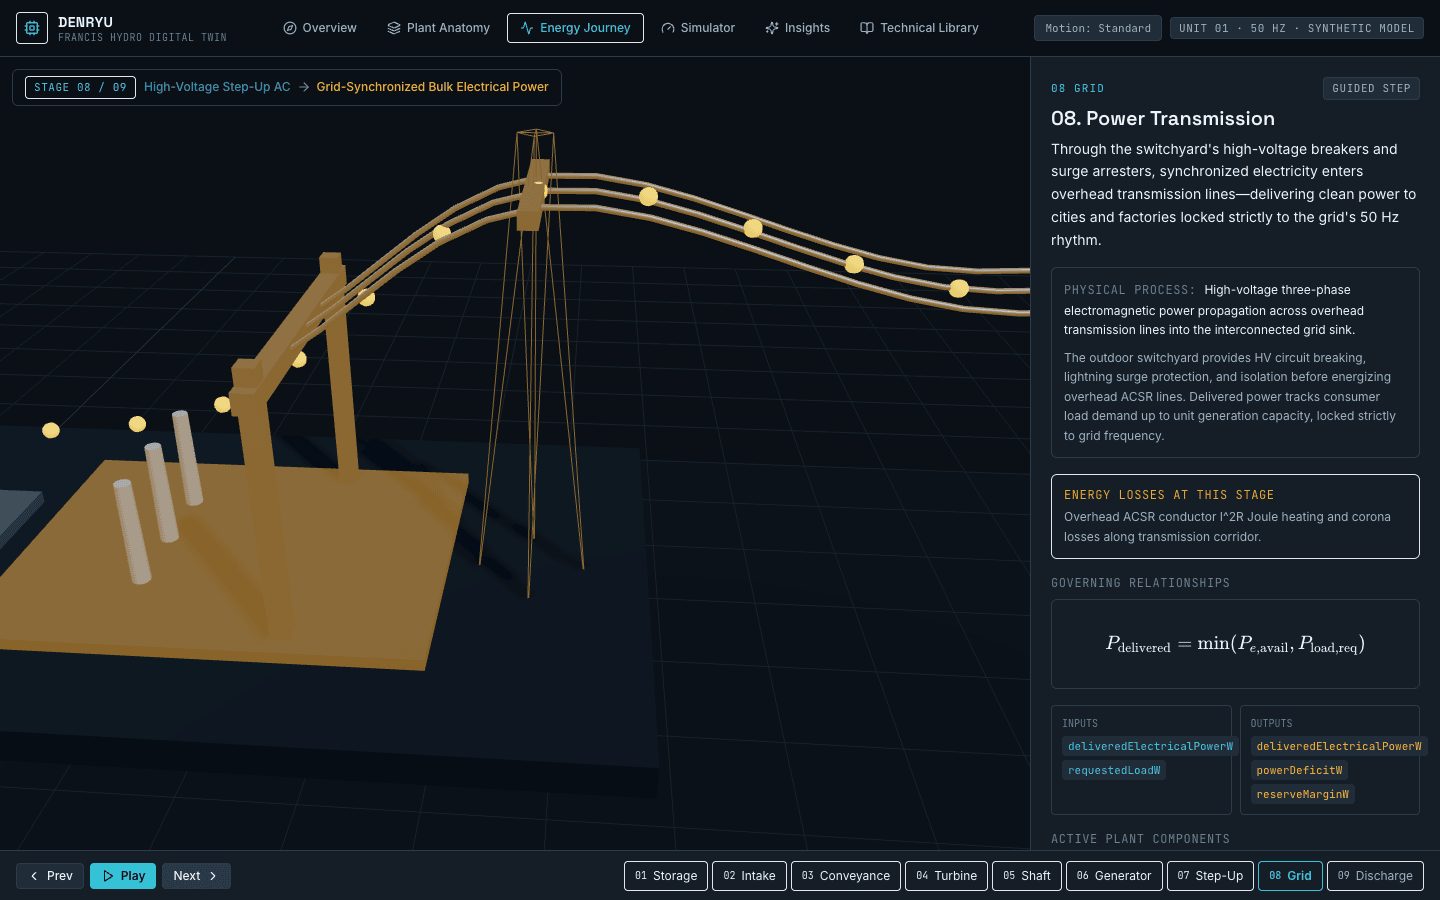 DENRYU
FRANCIS HYDRO DIGITAL TWIN
Overview
Plant Anatomy
Energy Journey
Simulator
Insights
Technical Library
Motion: Standard
UNIT 01 · 50 HZ · SYNTHETIC MODEL
STAGE 08 / 09 High-Voltage Step-Up AC → Grid-Synchronized Bulk Electrical Power
08 GRID
GUIDED STEP
08. Power Transmission
Through the switchyard's high-voltage breakers and
surge arresters, synchronized electricity enters
overhead transmission lines—delivering clean power to
cities and factories locked strictly to the grid's 50 Hz
rhythm.
PHYSICAL PROCESS: High-voltage three-phase
electromagnetic power propagation across overhead
transmission lines into the interconnected grid sink.
The outdoor switchyard provides HV circuit breaking,
lightning surge protection, and isolation before energizing
overhead ACSR lines. Delivered power tracks consumer
load demand up to unit generation capacity, locked strictly
to grid frequency.
ENERGY LOSSES AT THIS STAGE
Overhead ACSR conductor I^2R Joule heating and corona
losses along transmission corridor.
GOVERNING RELATIONSHIPS
P_delivered = min(P_e,avail, P_load,req)
INPUTS
deliveredElectricalPowerW
requestedLoadW
OUTPUTS
deliveredElectricalPowerW
powerDeficitW
reserveMarginW
ACTIVE PLANT COMPONENTS
Prev
Play
Next
01 Storage
02 Intake
03 Conveyance
04 Turbine
05 Shaft
06 Generator
07 Step-Up
08 Grid
09 Discharge